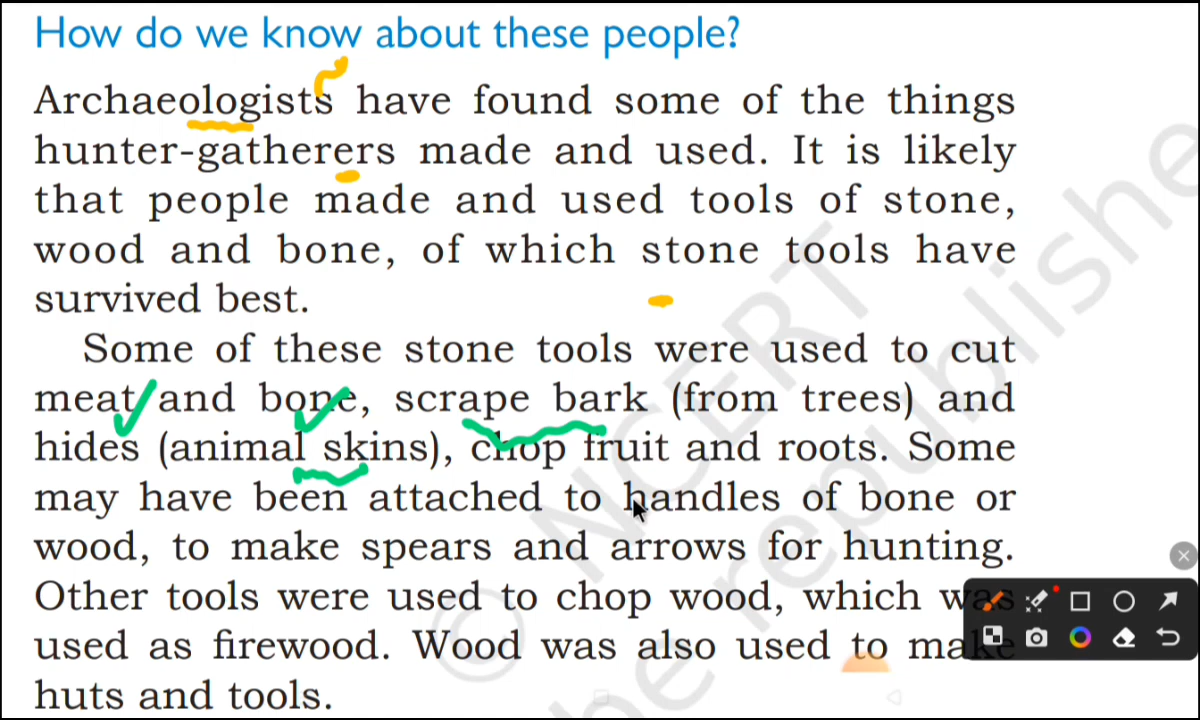 How do we know about these people?
Archaeologists have found some of the things
hunter-gatherers made and used. It is likely
that people made and used tools of stone,
wood and bone, of which stone tools have
survived best.
Some of these stone tools were used to cut
meat and bone, scrape bark (from trees) and
hides (animal skins), chop fruit and roots. Some
may have been attached to handles of bone or
wood, to make spears and arrows for hunting.
Other tools were used to chop wood, which was
used as firewood. Wood was also used to make
huts and tools.
© NCERT
be republishe